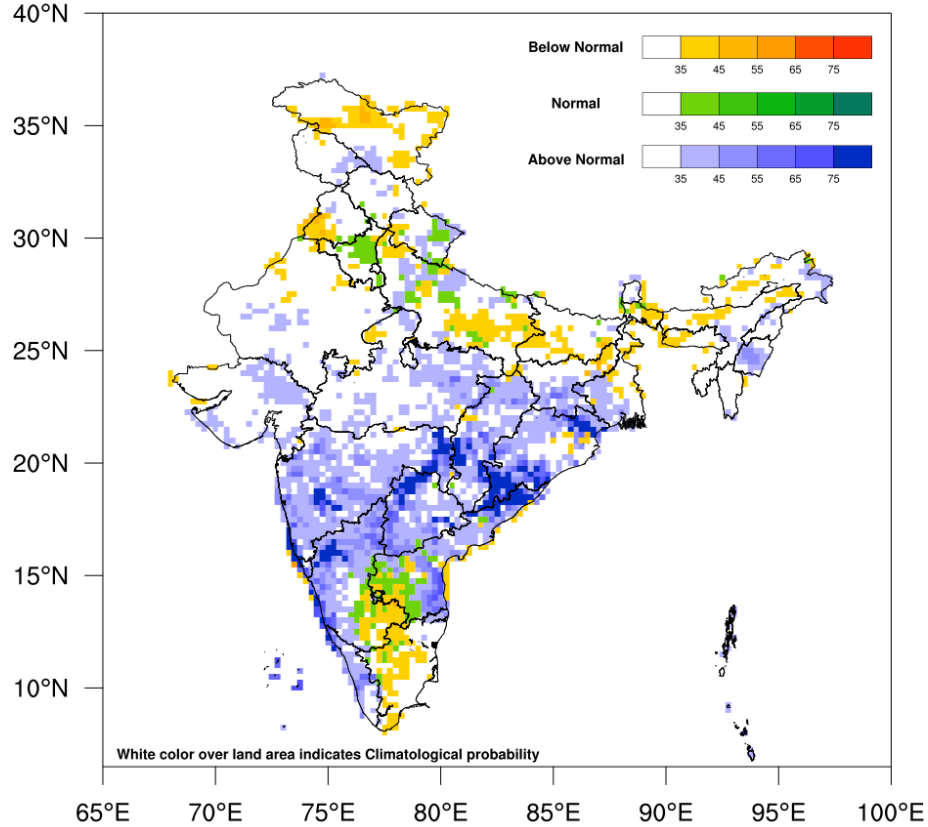 40°N
35°N
30°N
25°N
20°N
15°N
10°N
Below Normal
35 45 55 65 75
Normal
35 45 55 65 75
Above Normal
35 45 55 65 75
White color over land area indicates Climatological probability
65°E 70°E 75°E 80°E 85°E 90°E 95°E 100°E